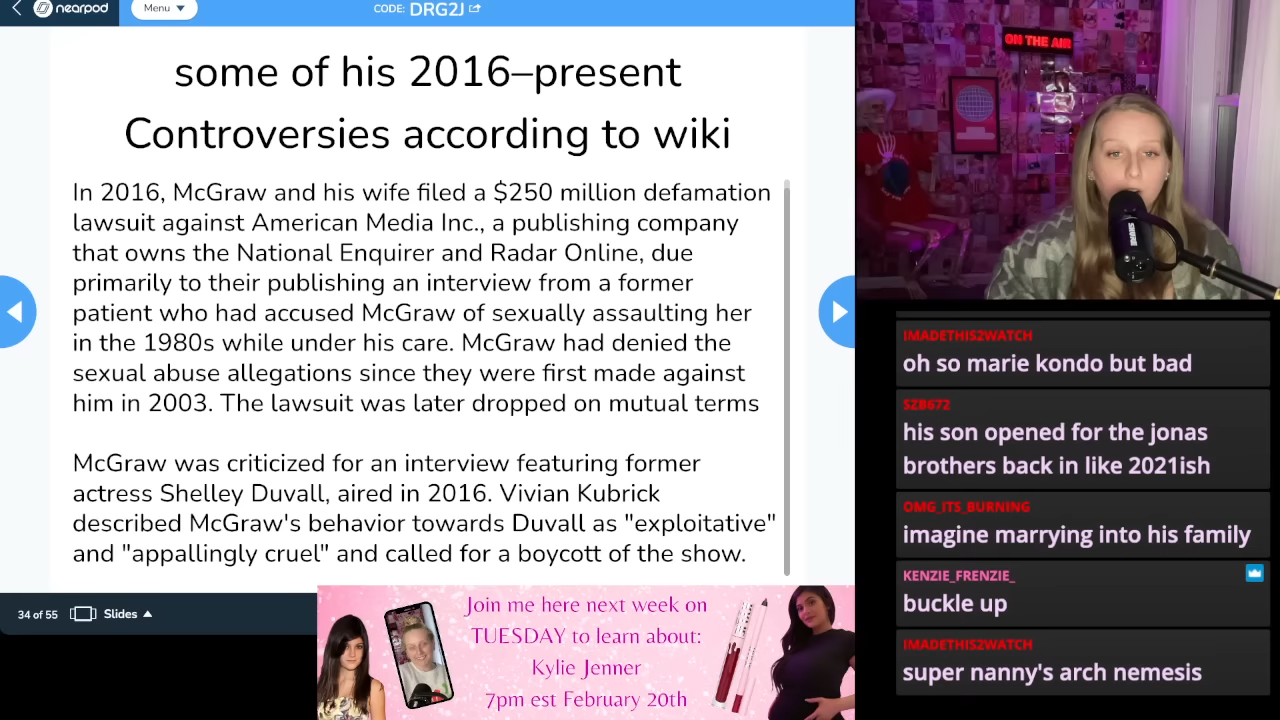 nearpod
Menu
CODE: DRG2J
some of his 2016–present
Controversies according to wiki
In 2016, McGraw and his wife filed a $250 million defamation
lawsuit against American Media Inc., a publishing company
that owns the National Enquirer and Radar Online, due
primarily to their publishing an interview from a former
patient who had accused McGraw of sexually assaulting her
in the 1980s while under his care. McGraw had denied the
sexual abuse allegations since they were first made against
him in 2003. The lawsuit was later dropped on mutual terms
McGraw was criticized for an interview featuring former
actress Shelley Duvall, aired in 2016. Vivian Kubrick
described McGraw's behavior towards Duvall as "exploitative"
and "appallingly cruel" and called for a boycott of the show.
34 of 55
Slides
Join me here next week on
TUESDAY to learn about:
Kylie Jenner
7pm est February 20th
ON THE AIR
SHURE
IMADETHIS2WATCH
oh so marie kondo but bad
SZB672
his son opened for the jonas
brothers back in like 2021ish
OMG_ITS_BURNING
imagine marrying into his family
KENZIE_FRENZIE_
buckle up
IMADETHIS2WATCH
super nanny's arch nemesis